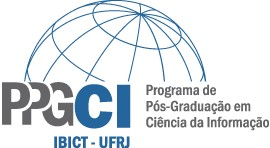 PPGCI
IBICT - UFRJ
Programa de
Pós-Graduação em
Ciência da Informação